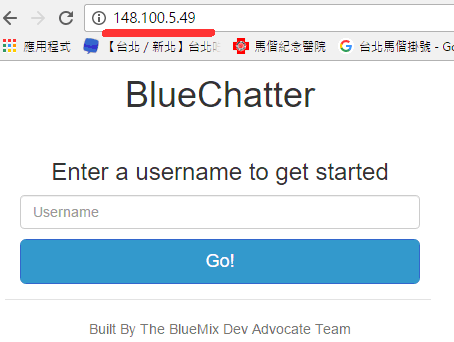 148.100.5.49
應用程式 【台北 / 新北】台北 馬偕紀念醫院 台北馬偕掛號 - Go
BlueChatter
Enter a username to get started
Username
Go!
Built By The BlueMix Dev Advocate Team